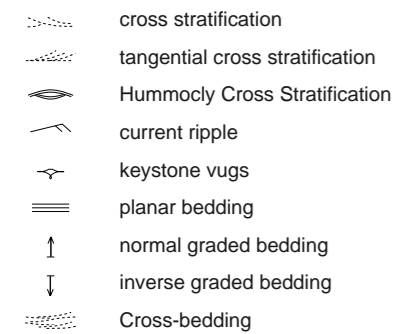 cross stratification
tangential cross stratification
Hummocly Cross Stratification
current ripple
keystone vugs
planar bedding
normal graded bedding
inverse graded bedding
Cross-bedding